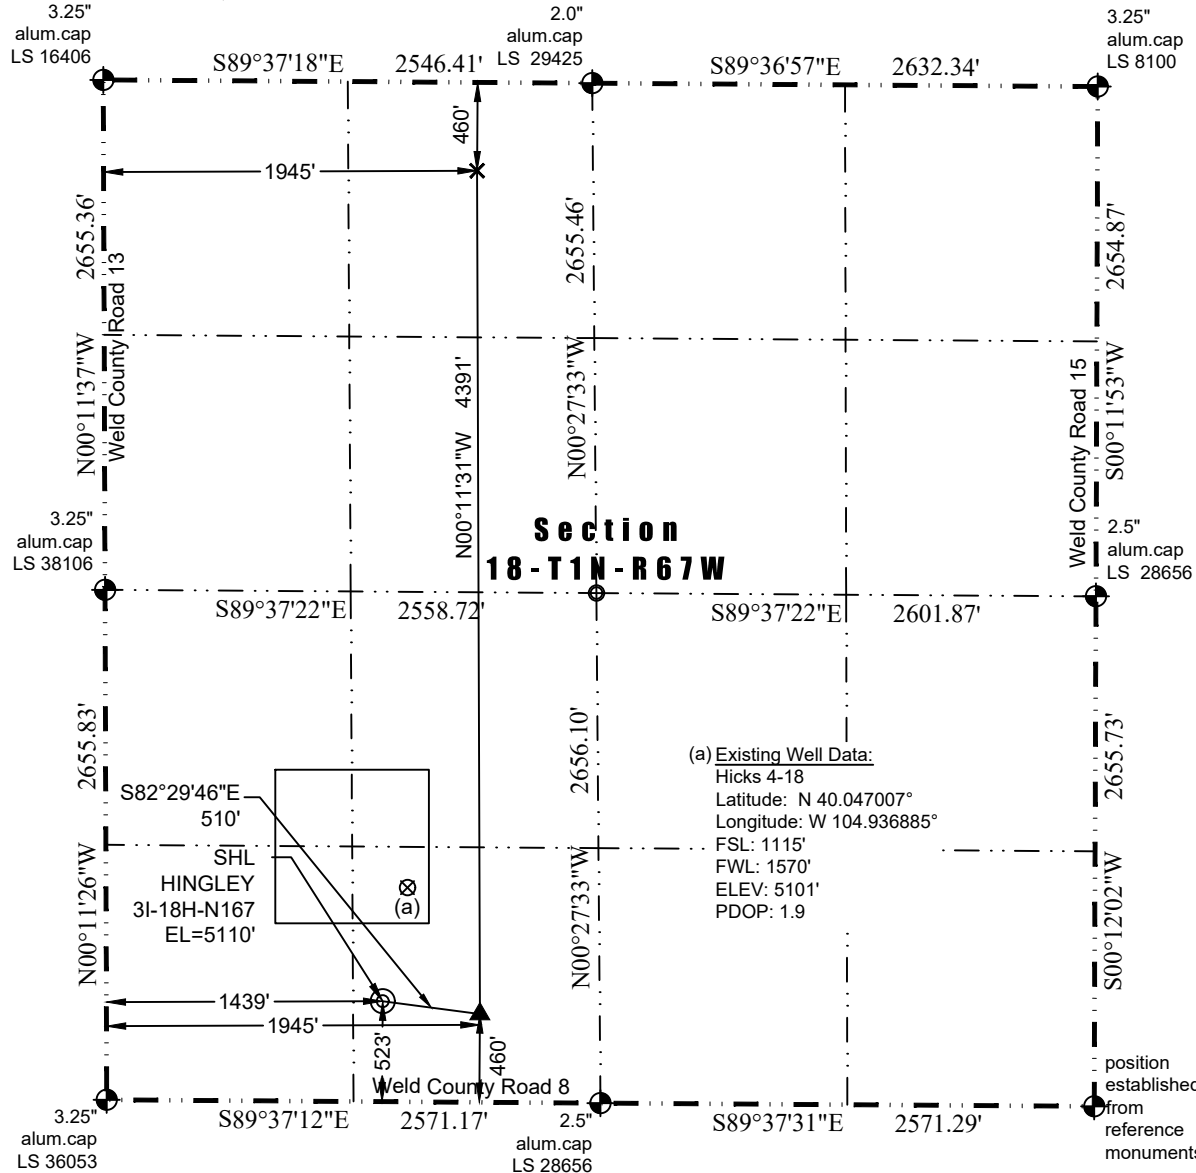 3.25"
alum.cap
LS 16406
2.0"
alum.cap
LS 29425
3.25"
alum.cap
LS 8100
S89°37'18"E
2546.41'
S89°36'57"E
2632.34'
460'
1945'
2655.36'
Weld County Road 13
N00°11'37"W
2655.46'
N00°27'33"W
2654.87'
S00°11'53"W
Weld County Road 15
N00°11'31"W 4391'
Section
18-T1N-R67W
3.25"
alum.cap
LS 38106
2.5"
alum.cap
LS 28656
S89°37'22"E
2558.72'
S89°37'22"E
2601.87'
2655.83'
N00°11'26"W
2656.10'
N00°27'33"W
2655.73'
S00°12'02"W
S82°29'46"E
510'
SHL
HINGLEY
3I-18H-N167
EL=5110'
(a)
(a) Existing Well Data:
Hicks 4-18
Latitude: N 40.047007°
Longitude: W 104.936885°
FSL: 1115'
FWL: 1570'
ELEV: 5101'
PDOP: 1.9
1439'
1945'
523'
460'
Weld County Road 8
3.25"
alum.cap
LS 36053
S89°37'12"E
2571.17'
2.5"
alum.cap
LS 28656
S89°37'31"E
2571.29'
position
established
from
reference
monuments